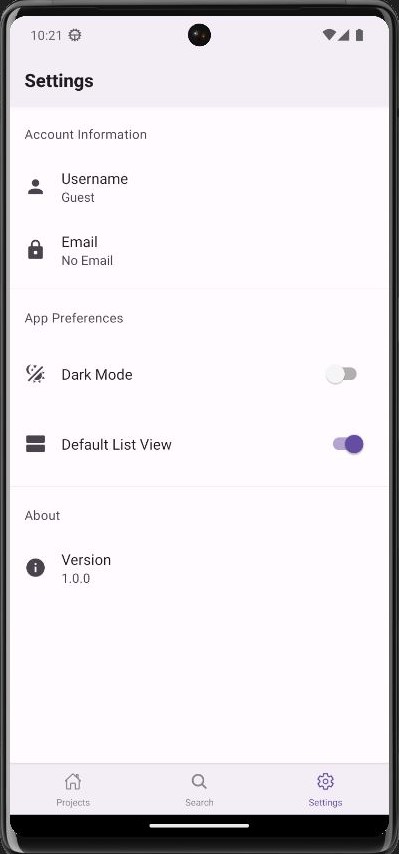 10:21
Settings
Account Information
Username
Guest
Email
No Email
App Preferences
Dark Mode
Default List View
About
Version
1.0.0
Projects
Search
Settings